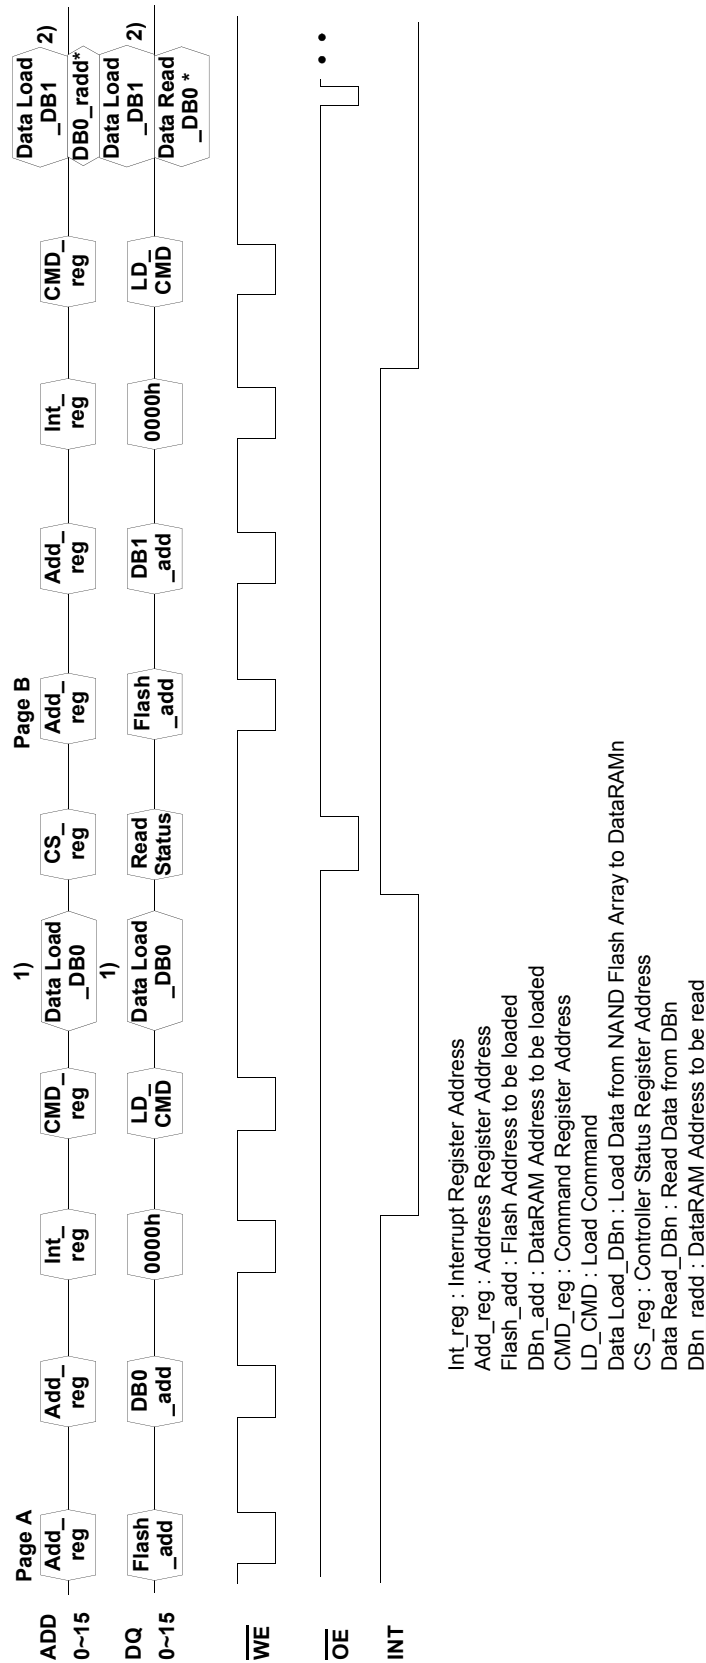 Page A
Page B
1)
2)
ADD
0~15
Add_
reg
Add_
reg
Int_
reg
CMD_
reg
Data Load
_DB0
CS_
reg
Add_
reg
Add_
reg
Int_
reg
CMD_
reg
Data Load
_DB1
DB0_radd*
1)
2)
DQ
0~15
Flash
_add
DB0
_add
0000h
LD_
CMD
Data Load
_DB0
Read
Status
Flash
_add
DB1
_add
0000h
LD_
CMD
Data Load
_DB1
Data Read
_DB0 *
WE
OE
INT
Int_reg : Interrupt Register Address
Add_reg : Address Register Address
Flash_add : Flash Address to be loaded
DBn_add : DataRAM Address to be loaded
CMD_reg : Command Register Address
LD_CMD : Load Command
Data Load_DBn : Load Data from NAND Flash Array to DataRAMn
CS_reg : Controller Status Register Address
Data Read_DBn : Read Data from DBn
DBn_radd : DataRAM Address to be read